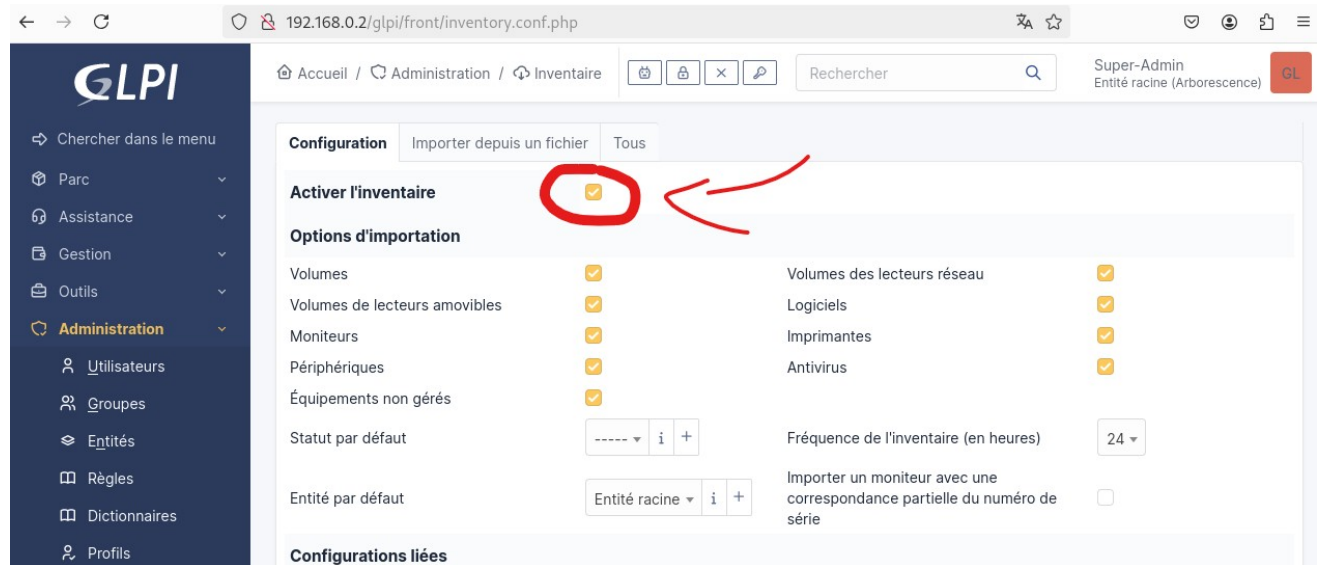 192.168.0.2/glpi/front/inventory.conf.php
GLPI
Accueil / Administration / Inventaire
Rechercher
Super-Admin
Entité racine (Arborescence)
GL
Chercher dans le menu
Parc
Assistance
Gestion
Outils
Administration
Utilisateurs
Groupes
Entités
Règles
Dictionnaires
Profils
Configuration Importer depuis un fichier Tous
Activer l'inventaire
Options d'importation
Volumes Volumes des lecteurs réseau
Volumes de lecteurs amovibles Logiciels
Moniteurs Imprimantes
Périphériques Antivirus
Équipements non gérés
Statut par défaut ----- i + Fréquence de l'inventaire (en heures) 24
Entité par défaut Entité racine i + Importer un moniteur avec une
correspondance partielle du numéro de
série
Configurations liées